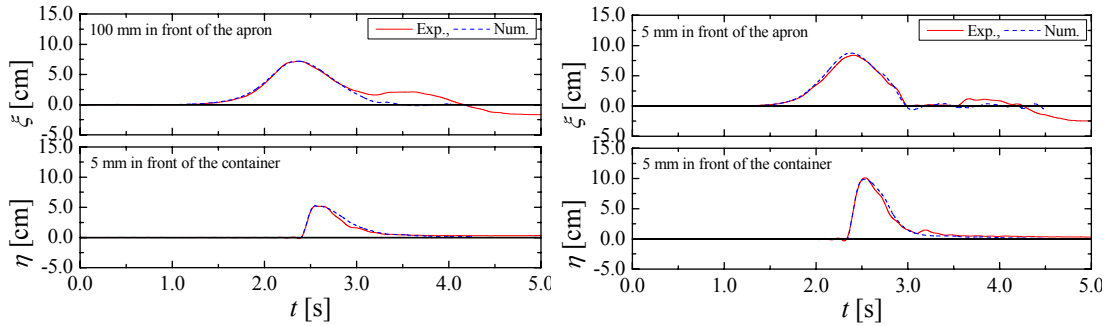 100 mm in front of the apron
Exp., Num.
15.0
10.0
5.0
0.0
-5.0
ξ [cm]
5 mm in front of the container
15.0
10.0
5.0
0.0
-5.0
η [cm]
0.0 1.0 2.0 3.0 4.0 5.0
t [s]
5 mm in front of the apron
Exp., Num.
15.0
10.0
5.0
0.0
-5.0
ξ [cm]
5 mm in front of the container
15.0
10.0
5.0
0.0
-5.0
η [cm]
0.0 1.0 2.0 3.0 4.0 5.0
t [s]